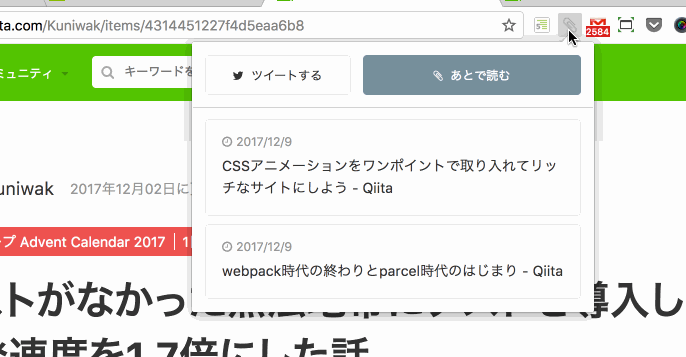 ta.com/Kuniwak/items/4314451227f4d5eaa6b8
2584
ミュニティ
キーワードを
ツイートする
あとで読む
2017/12/9
CSSアニメーションをワンポイントで取り入れてリッ
チなサイトにしよう - Qiita
uniwak
2017年12月02日に
プ Advent Calendar 2017
2017/12/9
webpack時代の終わりとparcel時代のはじまり - Qiita
ストがなかった
導入し
速度を1.7倍にした話